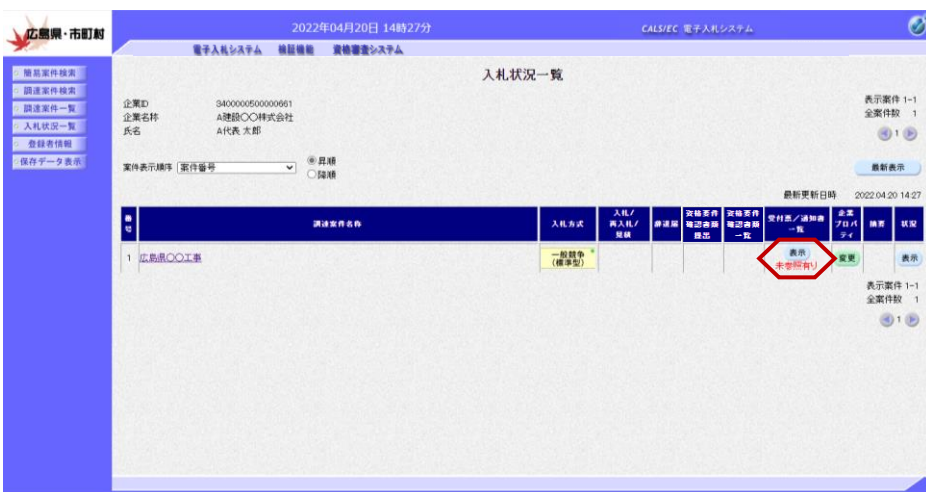 広島県・市町村
2022年04月20日 14時27分
CALS/EC 電子入札システム
電子入札システム 検証機能 資格審査システム
簡易案件検索
調達案件検索
調達案件一覧
入札状況一覧
登録者情報
保存データ表示
入札状況一覧
企業ID 3400000500000661
企業名称 A建設〇〇株式会社
氏名 A代表 太郎
表示案件 1-1
全案件数 1
1
案件表示順序 案件番号
昇順
降順
最新表示
最新更新日時 2022.04.20 14:27
番号 調達案件名称 入札方式 入札/再入札/見積 辞退届 資格要件確認書類提出 資格要件確認書類一覧 受付票/通知書一覧 企業プロパティ 摘要 状況
1 広島県〇〇工事 一般競争(標準型) 表示 未参照有り 変更 表示
表示案件 1-1
全案件数 1
1